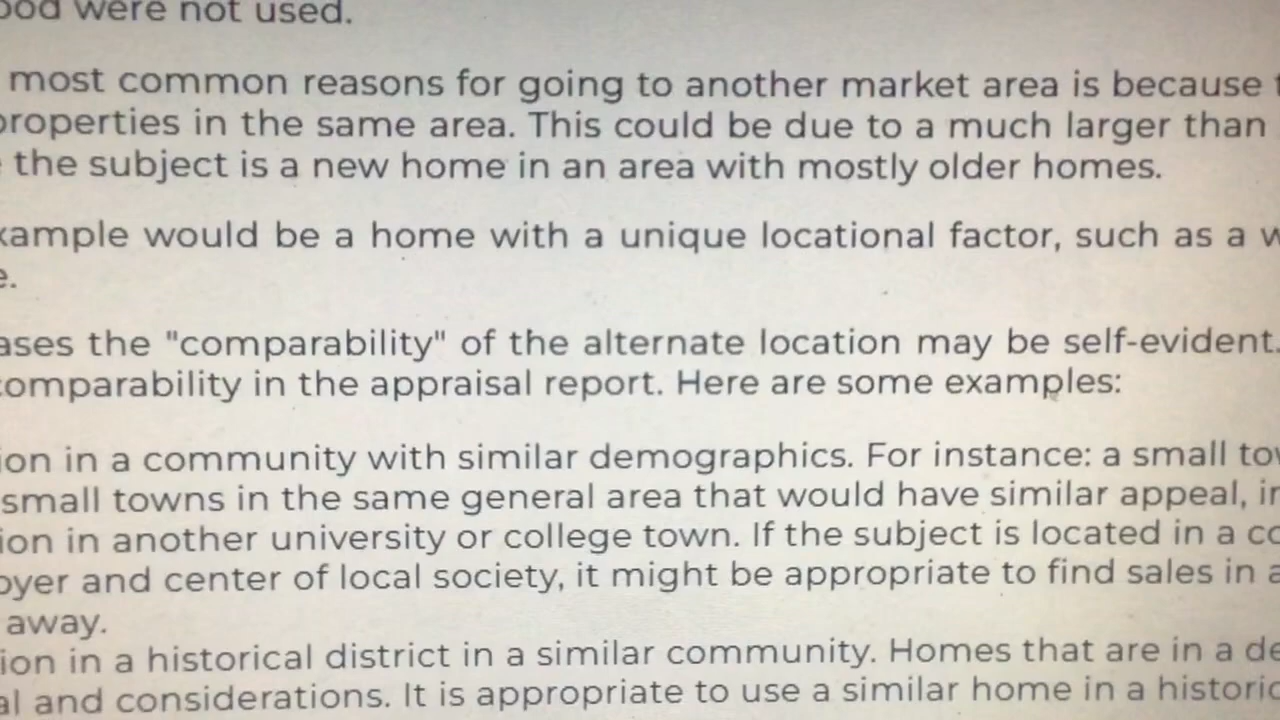 ood were not used.
most common reasons for going to another market area is because
properties in the same area. This could be due to a much larger than
the subject is a new home in an area with mostly older homes.
xample would be a home with a unique locational factor, such as a w
e.
ases the "comparability" of the alternate location may be self-evident.
comparability in the appraisal report. Here are some examples:
ion in a community with similar demographics. For instance: a small tow
small towns in the same general area that would have similar appeal, in
ion in another university or college town. If the subject is located in a co
oyer and center of local society, it might be appropriate to find sales in a
away.
ion in a historical district in a similar community. Homes that are in a de
al and considerations. It is appropriate to use a similar home in a historic